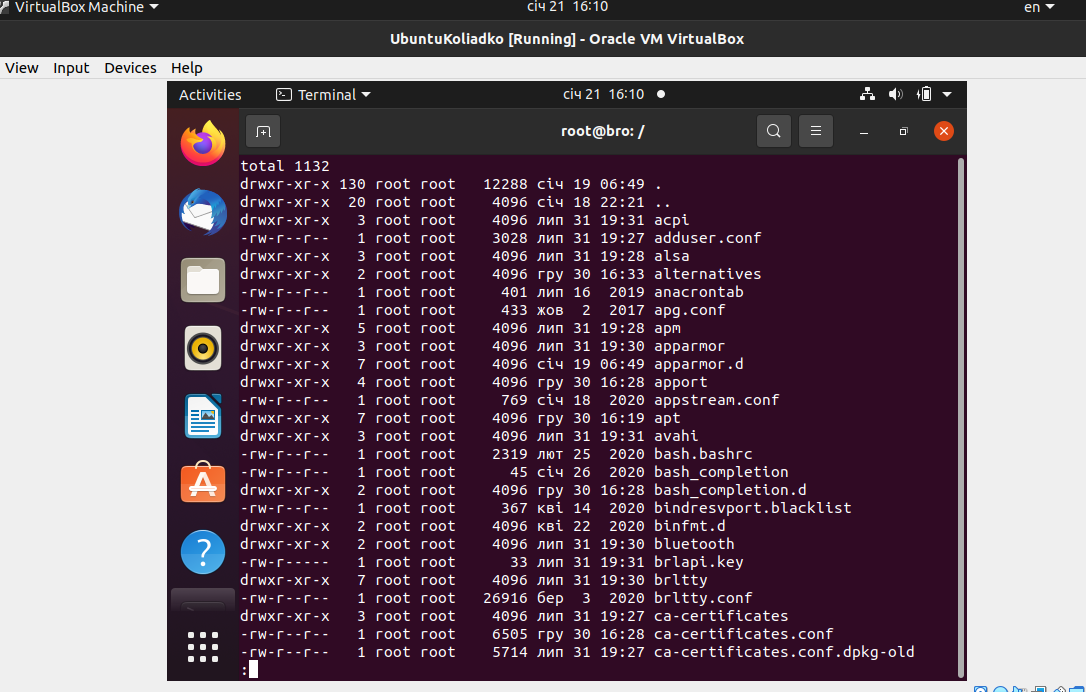 VirtualBox Machine січ 21 16:10 en
UbuntuKoliadko [Running] - Oracle VM VirtualBox
View Input Devices Help
Activities Terminal січ 21 16:10
root@bro: /
total 1132
drwxr-xr-x 130 root root   12288 січ 19 06:49 .
drwxr-xr-x  20 root root    4096 січ 18 22:21 ..
drwxr-xr-x   3 root root    4096 лип 31 19:31 acpi
-rw-r--r--   1 root root    3028 лип 31 19:27 adduser.conf
drwxr-xr-x   3 root root    4096 лип 31 19:28 alsa
drwxr-xr-x   2 root root    4096 гру 30 16:33 alternatives
-rw-r--r--   1 root root     401 лип 16  2019 anacrontab
-rw-r--r--   1 root root     433 жов  2  2017 apg.conf
drwxr-xr-x   5 root root    4096 лип 31 19:28 apm
drwxr-xr-x   3 root root    4096 лип 31 19:30 apparmor
drwxr-xr-x   7 root root    4096 січ 19 06:49 apparmor.d
drwxr-xr-x   4 root root    4096 гру 30 16:28 apport
-rw-r--r--   1 root root     769 січ 18  2020 appstream.conf
drwxr-xr-x   7 root root    4096 гру 30 16:19 apt
drwxr-xr-x   3 root root    4096 лип 31 19:31 avahi
-rw-r--r--   1 root root    2319 лют 25  2020 bash.bashrc
-rw-r--r--   1 root root      45 січ 26  2020 bash_completion
drwxr-xr-x   2 root root    4096 гру 30 16:28 bash_completion.d
-rw-r--r--   1 root root     367 кві 14  2020 bindresvport.blacklist
drwxr-xr-x   2 root root    4096 кві 22  2020 binfmt.d
drwxr-xr-x   2 root root    4096 лип 31 19:30 bluetooth
-rw-r-----   1 root root      33 лип 31 19:31 brlapi.key
drwxr-xr-x   7 root root    4096 лип 31 19:30 brltty
-rw-r--r--   1 root root   26916 бер  3  2020 brltty.conf
drwxr-xr-x   3 root root    4096 лип 31 19:27 ca-certificates
-rw-r--r--   1 root root    6505 гру 30 16:28 ca-certificates.conf
-rw-r--r--   1 root root    5714 лип 31 19:27 ca-certificates.conf.dpkg-old
: